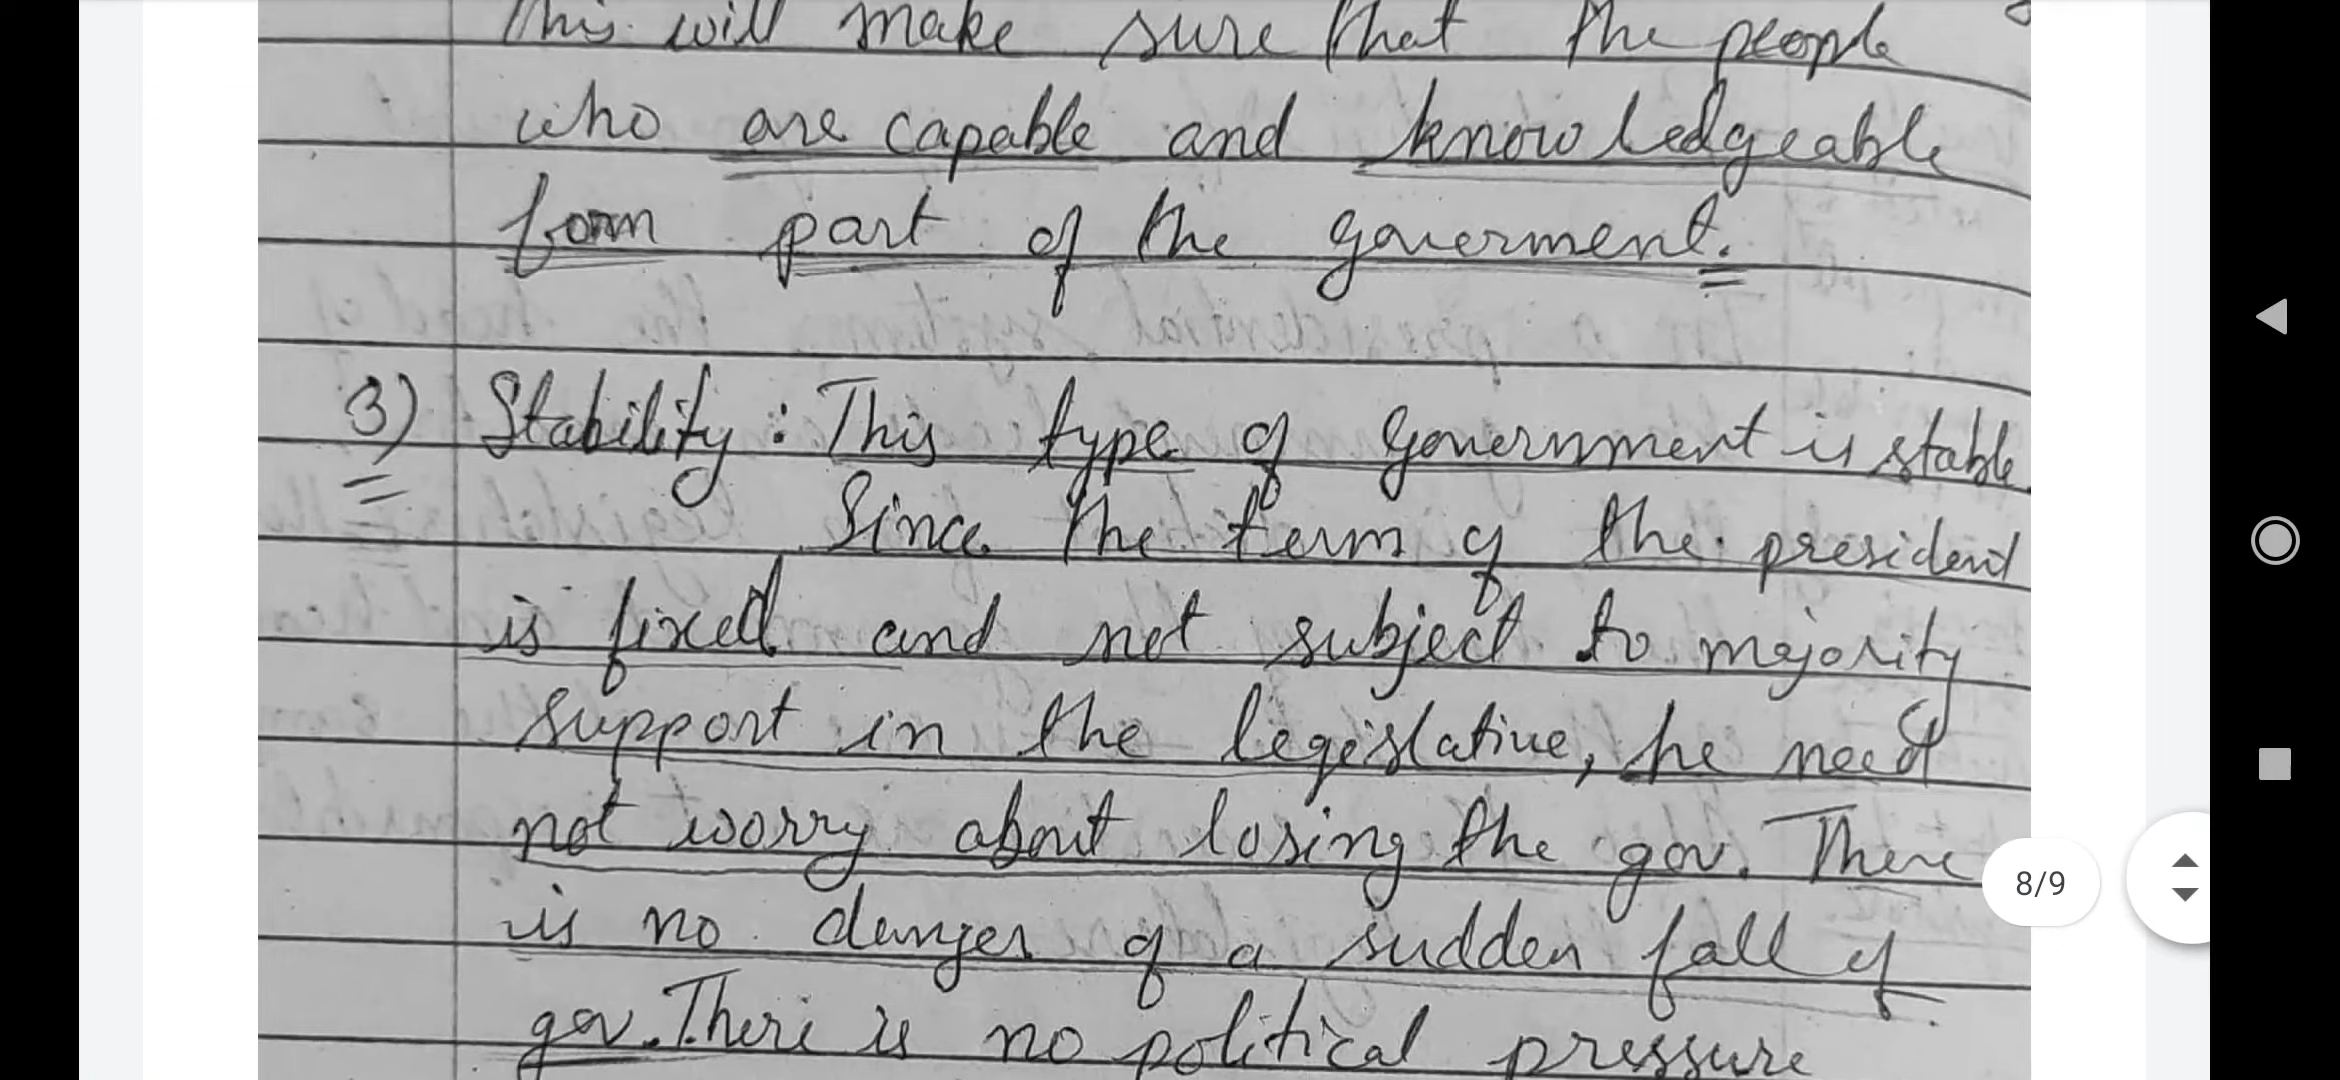 This will make sure that the people
who are capable and knowledgeable
form part of the goverment.
3) Stability: This type of government is stable.
Since the term of the president
is fixed and not subject to majority
support in the legislative, he need
not worry about losing the gov. There
8/9
is no danger of a sudden fall of
gov. There is no political pressure